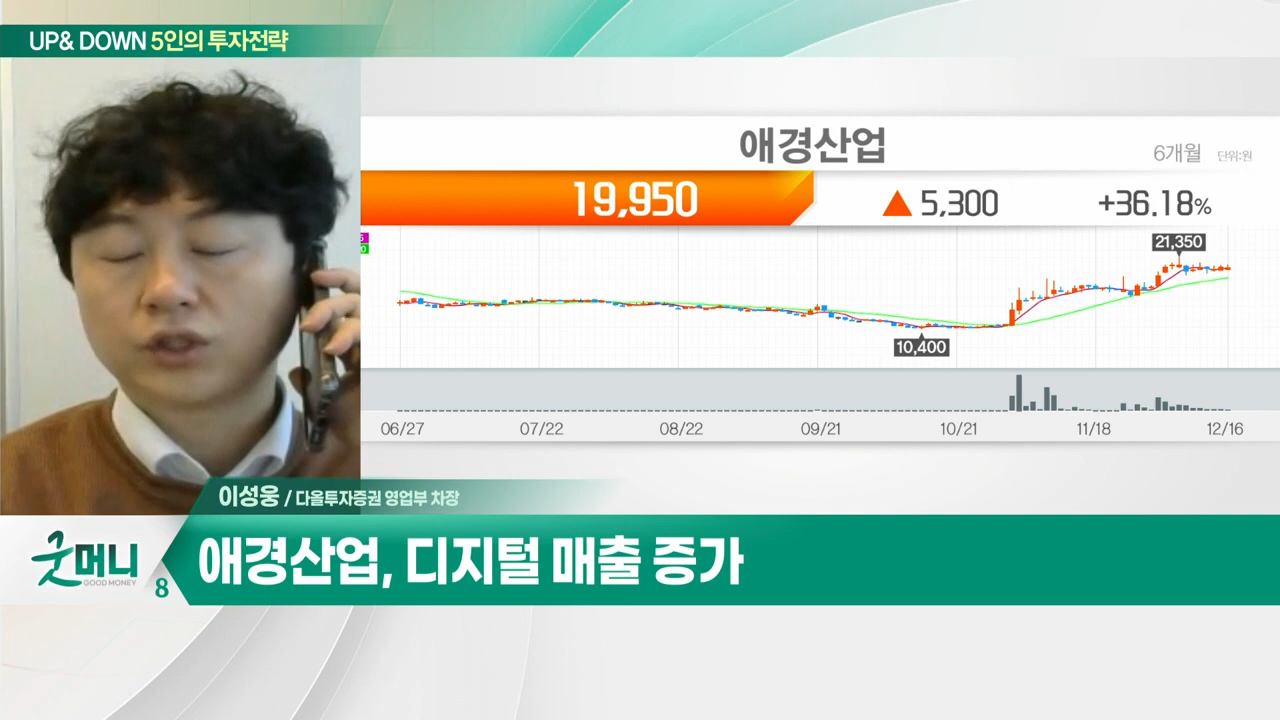 UP& DOWN 5인의 투자전략
애경산업
6개월 단위:원
19,950 ▲ 5,300 +36.18%
21,350
10,400
06/27 07/22 08/22 09/21 10/21 11/18 12/16
이성웅 / 다올투자증권 영업부 차장
굿머니
GOOD MONEY
8
애경산업, 디지털 매출 증가